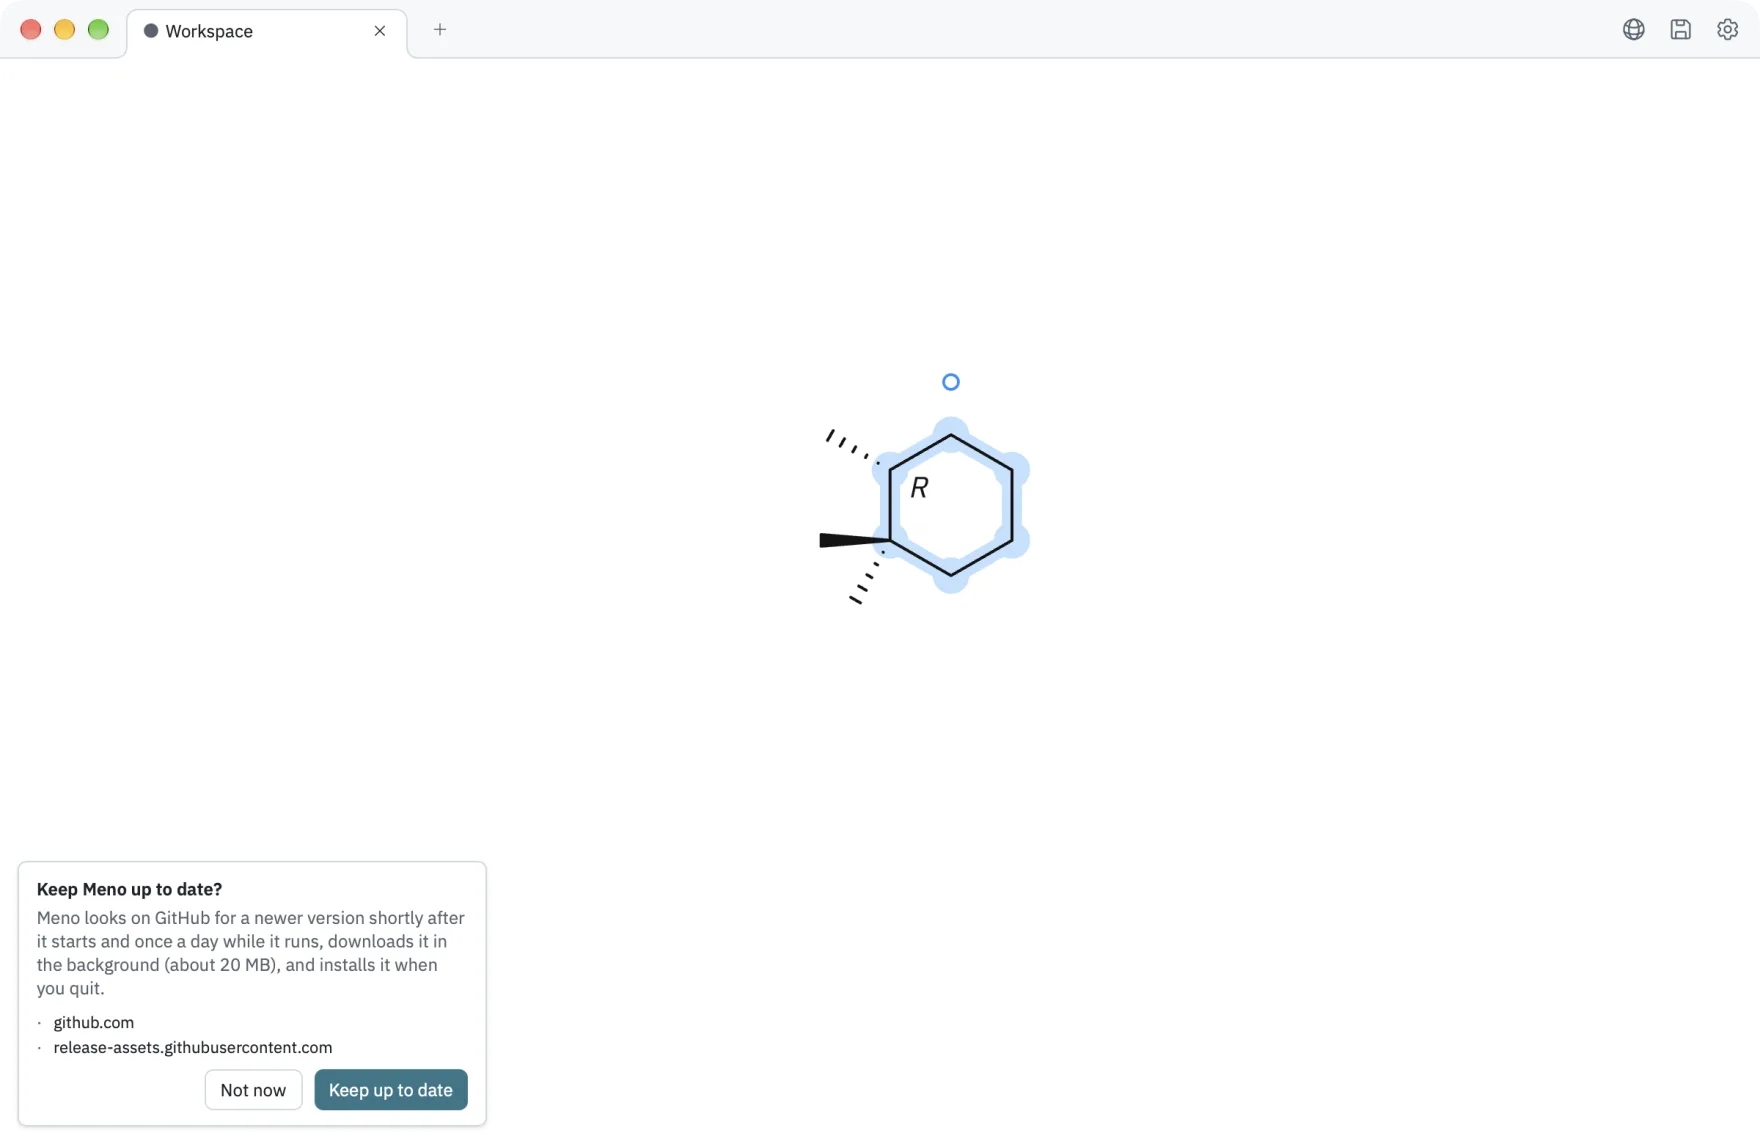 Workspace
R
Keep Meno up to date?
Meno looks on GitHub for a newer version shortly after
it starts and once a day while it runs, downloads it in
the background (about 20 MB), and installs it when
you quit.
· github.com
· release-assets.githubusercontent.com
Not now
Keep up to date